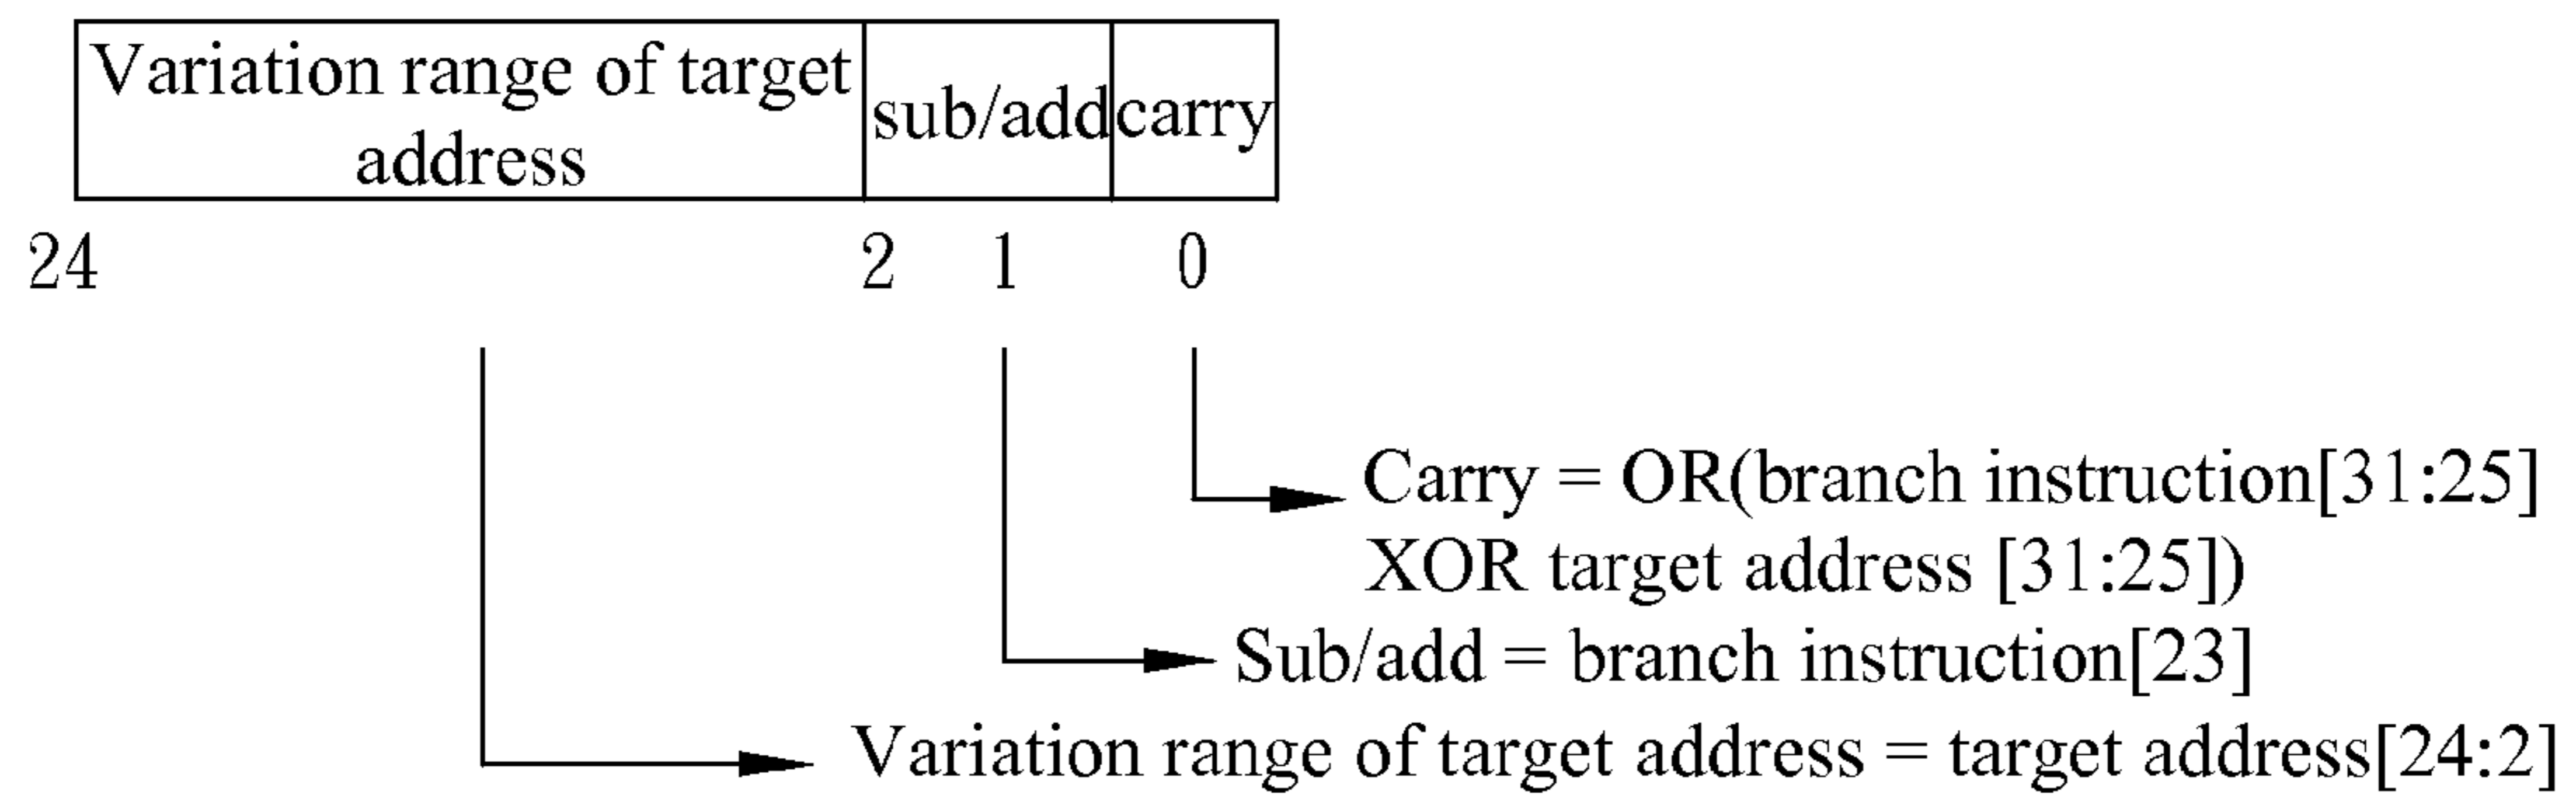 Variation range of target
address
sub/add
carry
24 2 1 0
Carry = OR(branch instruction[31:25]
XOR target address [31:25])
Sub/add = branch instruction[23]
Variation range of target address = target address[24:2]